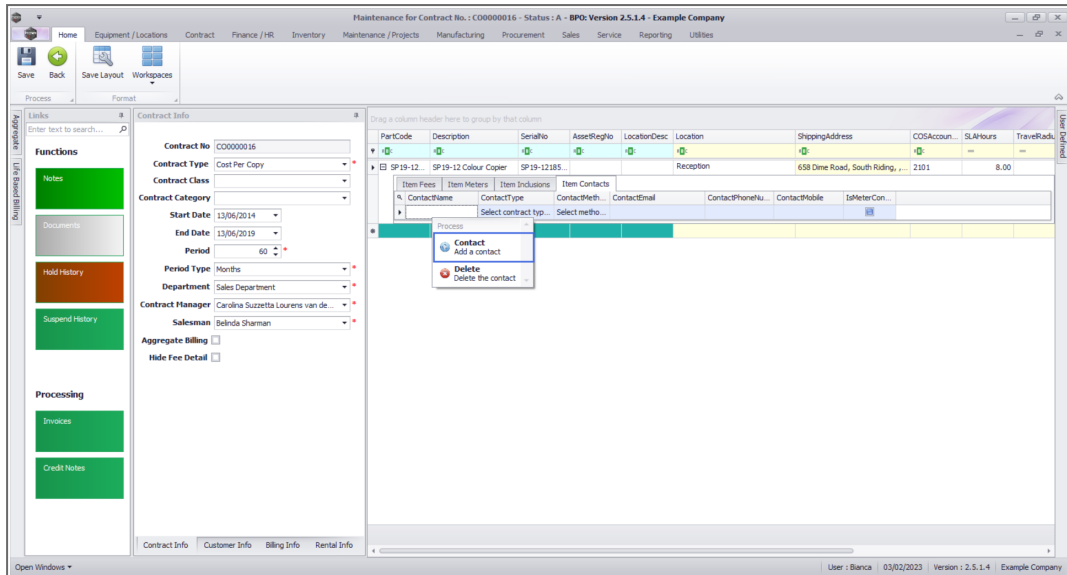 Maintenance for Contract No. : CO0000016 - Status : A - BPO: Version 2.5.1.4 - Example Company
Home Equipment / Locations Contract Finance / HR Inventory Maintenance / Projects Manufacturing Procurement Sales Service Reporting Utilities
Save Back Save Layout Workspaces
Process Format
Aggregate
Life Based Billing
Links
Enter text to search...
Functions
Notes
Documents
Hold History
Suspend History
Processing
Invoices
Credit Notes
Contract Info
Contract No CO0000016
Contract Type Cost Per Copy *
Contract Class
Contract Category
Start Date 13/06/2014
End Date 13/06/2019
Period 60 *
Period Type Months *
Department Sales Department *
Contract Manager Carolina Suzzetta Lourens van de... *
Salesman Belinda Sharman *
Aggregate Billing
Hide Fee Detail
Contract Info Customer Info Billing Info Rental Info
Drag a column header here to group by that column
PartCode Description SerialNo AssetRegNo LocationDesc Location ShippingAddress COSAccoun... SLAHours TravelRadiu
SP19-12... SP19-12 Colour Copier SP19-12185... Reception 658 Dime Road, South Riding, ,... 2101 8.00
Item Fees Item Meters Item Inclusions Item Contacts
ContactName ContactType ContactMeth... ContactEmail ContactPhoneNu... ContactMobile IsMeterCon...
Select contract typ... Select metho...
Process
Contact
Add a contact
Delete
Delete the contact
User Defined
Open Windows
User : Bianca 03/02/2023 Version : 2.5.1.4 Example Company